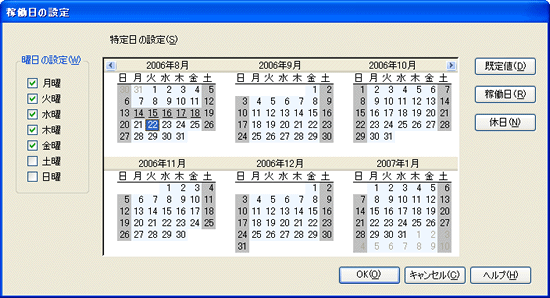 稼働日の設定
特定日の設定(S)
曜日の設定(W)
月曜
火曜
水曜
木曜
金曜
土曜
日曜
2006年8月
日 月 火 水 木 金 土
30 31 1 2 3 4 5
6 7 8 9 10 11 12
13 14 15 16 17 18 19
20 21 22 23 24 25 26
27 28 29 30 31
2006年9月
日 月 火 水 木 金 土
1 2
3 4 5 6 7 8 9
10 11 12 13 14 15 16
17 18 19 20 21 22 23
24 25 26 27 28 29 30
2006年10月
日 月 火 水 木 金 土
1 2 3 4 5 6 7
8 9 10 11 12 13 14
15 16 17 18 19 20 21
22 23 24 25 26 27 28
29 30 31
2006年11月
日 月 火 水 木 金 土
1 2 3 4
5 6 7 8 9 10 11
12 13 14 15 16 17 18
19 20 21 22 23 24 25
26 27 28 29 30
2006年12月
日 月 火 水 木 金 土
1 2
3 4 5 6 7 8 9
10 11 12 13 14 15 16
17 18 19 20 21 22 23
24 25 26 27 28 29 30
31
2007年1月
日 月 火 水 木 金 土
1 2 3 4 5 6
7 8 9 10 11 12 13
14 15 16 17 18 19 20
21 22 23 24 25 26 27
28 29 30 31 1 2 3
4 5 6 7 8 9 10
既定値(D)
稼働日(R)
休日(N)
OK(O)
キャンセル(C)
ヘルプ(H)